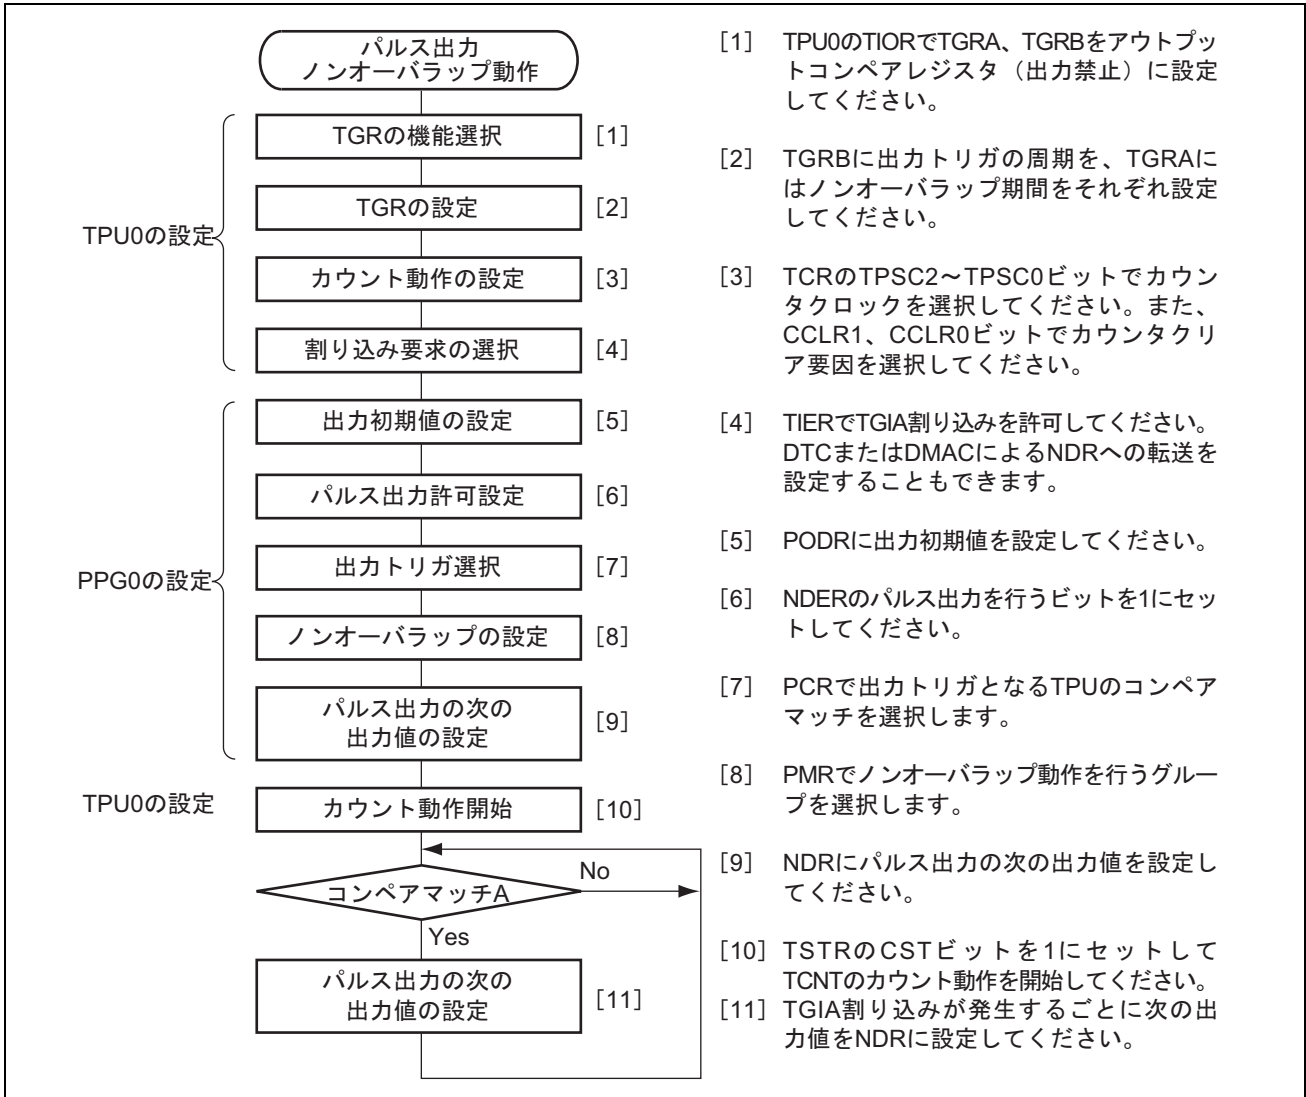 パルス出力
ノンオーバラップ動作
TPU0の設定
TGRの機能選択 [1]
TGRの設定 [2]
カウント動作の設定 [3]
割り込み要求の選択 [4]
PPG0の設定
出力初期値の設定 [5]
パルス出力許可設定 [6]
出力トリガ選択 [7]
ノンオーバラップの設定 [8]
パルス出力の次の
出力値の設定 [9]
TPU0の設定
カウント動作開始 [10]
コンペアマッチA
No
Yes
パルス出力の次の
出力値の設定 [11]
[1] TPU0のTIORでTGRA、TGRBをアウトプッ
トコンペアレジスタ（出力禁止）に設定
してください。
[2] TGRBに出力トリガの周期を、TGRAに
はノンオーバラップ期間をそれぞれ設定
してください。
[3] TCRのTPSC2～TPSC0ビットでカウン
タクロックを選択してください。また、
CCLR1、CCLR0ビットでカウンタクリ
ア要因を選択してください。
[4] TIERでTGIA割り込みを許可してください。
DTCまたはDMACによるNDRへの転送を
設定することもできます。
[5] PODRに出力初期値を設定してください。
[6] NDERのパルス出力を行うビットを1にセッ
トしてください。
[7] PCRで出力トリガとなるTPUのコンペア
マッチを選択します。
[8] PMRでノンオーバラップ動作を行うグルー
プを選択します。
[9] NDRにパルス出力の次の出力値を設定し
てください。
[10] TSTRのCSTビットを1にセットして
TCNTのカウント動作を開始してください。
[11] TGIA割り込みが発生するごとに次の出
力値をNDRに設定してください。